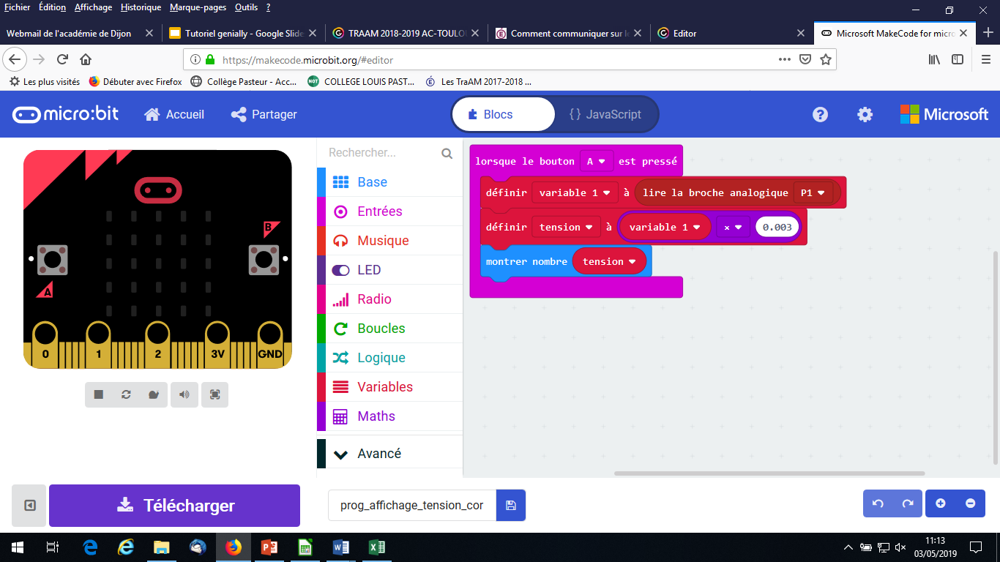 Fichier Édition Affichage Historique Marque-pages Outils ?
Webmail de l'académie de Dijon
Tutoriel genially - Google Slide
TRAAM 2018-2019 AC-TOULOU
Comment communiquer sur le
Editor
Microsoft MakeCode for micro
https://makecode.microbit.org/#editor
Les plus visités
Débuter avec Firefox
Collège Pasteur - Acc...
COLLEGE LOUIS PAST...
Les TraAM 2017-2018 ...
micro:bit
Accueil
Partager
Blocs
{} JavaScript
Microsoft
A
B
0 1 2 3V GND
Rechercher...
Base
Entrées
Musique
LED
Radio
Boucles
Logique
Variables
Maths
Avancé
lorsque le bouton A est pressé
définir variable 1 à lire la broche analogique P1
définir tension à variable 1 × 0.003
montrer nombre tension
Télécharger
prog_affichage_tension_cor
11:13
03/05/2019